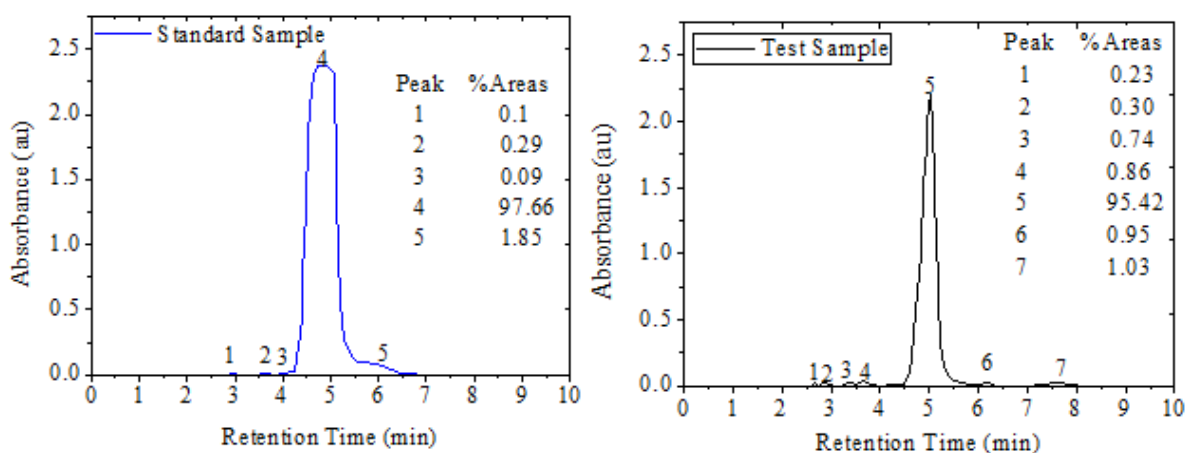 Standard Sample
4
Peak %Areas
1 0.1
2 0.29
3 0.09
4 97.66
5 1.85
2.5
2.0
1.5
1.0
0.5
0.0
Absorbance (au)
1 2 3 5
0 1 2 3 4 5 6 7 8 9 10
Retention Time (min)
Test Sample
5
Peak %Areas
1 0.23
2 0.30
3 0.74
4 0.86
5 95.42
6 0.95
7 1.03
2.5
2.0
1.5
1.0
0.5
0.0
Absorbance (au)
1 2 3 4 6 7
0 1 2 3 4 5 6 7 8 9 10
Retention Time (min)